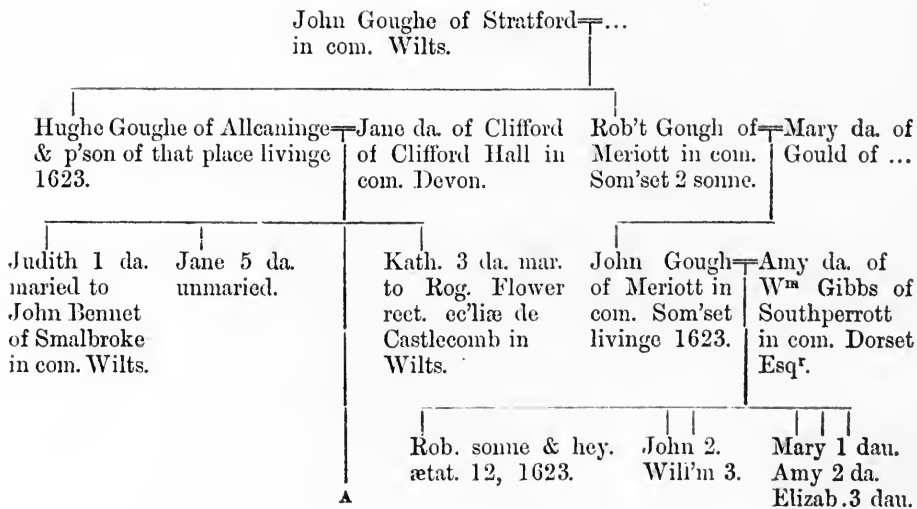 John Goughe of Stratford=...
in com. Wilts.
Hughe Goughe of Alleaninge=Jane da. of Clifford
& p'son of that place livinge of Clifford Hall in
1623. com. Devon.
Rob't Gough of=Mary da. of
Meriott in com. Gould of ...
Som'set 2 sonne.
Judith 1 da.
maried to
John Bennet
of Smalbroke
in com. Wilts.
Jane 5 da.
unmaried.
Kath. 3 da. mar.
to Rog. Flower
rect. ec'liæ de
Castlecomb in
Wilts.
John Gough=Amy da. of
of Meriott in Wᵐ Gibbs of
com. Som'set Southperrott
livinge 1623. in com. Dorset
Esqʳ.
Rob. sonne & hey.
ætat. 12, 1623.
John 2.
Will'm 3.
Mary 1 dau.
Amy 2 da.
Elizab. 3 dau.
A